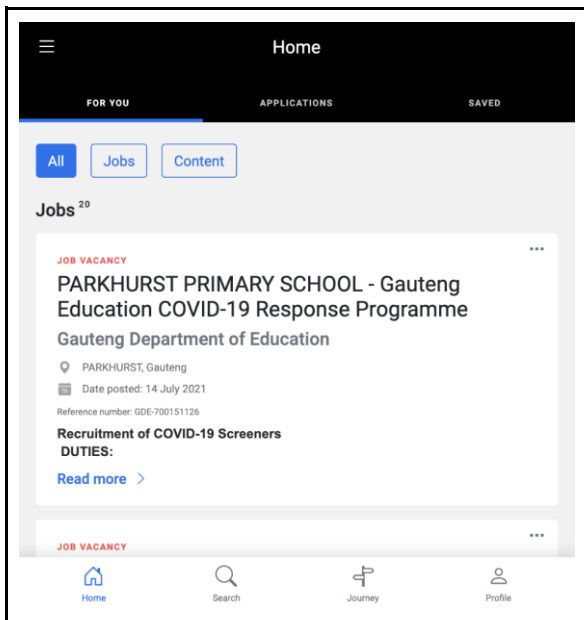 Home
FOR YOU
APPLICATIONS
SAVED
All
Jobs
Content
Jobs 20
JOB VACANCY
PARKHURST PRIMARY SCHOOL - Gauteng
Education COVID-19 Response Programme
Gauteng Department of Education
PARKHURST, Gauteng
Date posted: 14 July 2021
Reference number: GDE-700151126
Recruitment of COVID-19 Screeners
DUTIES:
Read more
JOB VACANCY
Home
Search
Journey
Profile